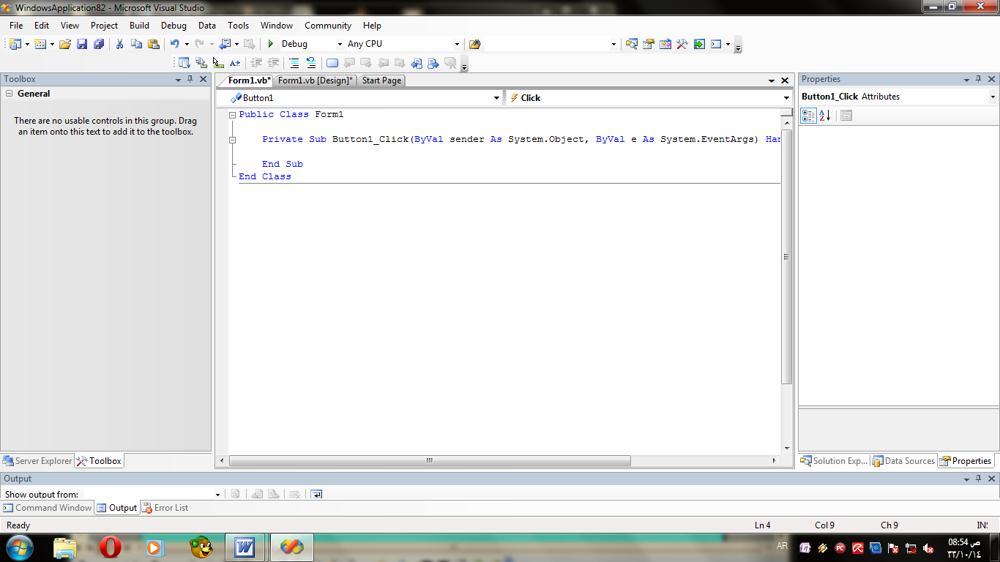 WindowsApplication82 - Microsoft Visual Studio
File Edit View Project Build Debug Data Tools Window Community Help
Debug Any CPU
Toolbox
General
There are no usable controls in this group. Drag
an item onto this text to add it to the toolbox.
Server Explorer Toolbox
Form1.vb* Form1.vb [Design]* Start Page
Button1 Click
Public Class Form1
Private Sub Button1_Click(ByVal sender As System.Object, ByVal e As System.EventArgs) Han
End Sub
End Class
Properties
Button1_Click Attributes
Solution Exp... Data Sources Properties
Output
Show output from:
Command Window Output Error List
Ready Ln 4 Col 9 Ch 9 INS
AR
08:54 ص
٣٣/١٠/١٤